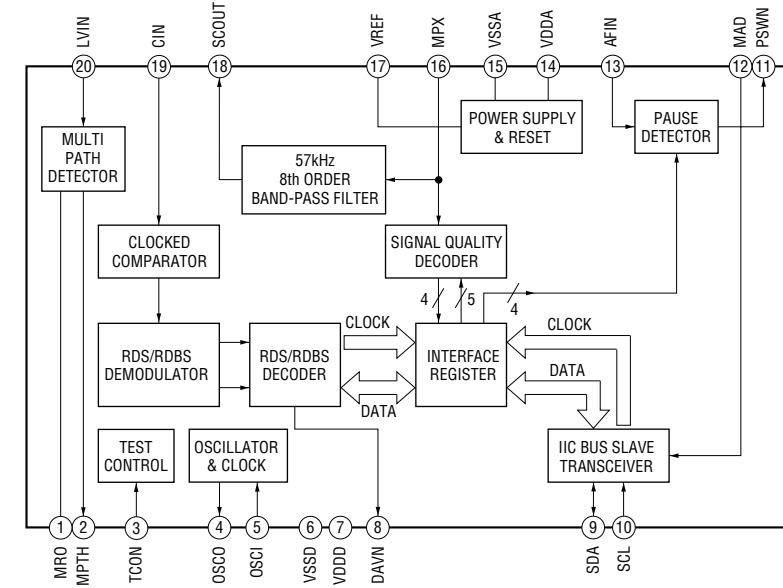 LVIN
CIN
SCOUT
VREF
MPX
VSSA
VDDA
AFIN
MAD
PSWN
20
19
18
17
16
15
14
13
12
11
MULTI
PATH
DETECTOR
57kHz
8th ORDER
BAND-PASS FILTER
POWER SUPPLY
& RESET
PAUSE
DETECTOR
CLOCKED
COMPARATOR
SIGNAL QUALITY
DECODER
4
5
4
CLOCK
CLOCK
RDS/RDBS
DEMODULATOR
RDS/RDBS
DECODER
INTERFACE
REGISTER
DATA
DATA
TEST
CONTROL
OSCILLATOR
& CLOCK
IIC BUS SLAVE
TRANSCEIVER
1
2
3
4
5
6
7
8
9
10
MRO
MPTH
TCON
OSCO
OSCI
VSSD
VDDD
DAVN
SDA
SCL